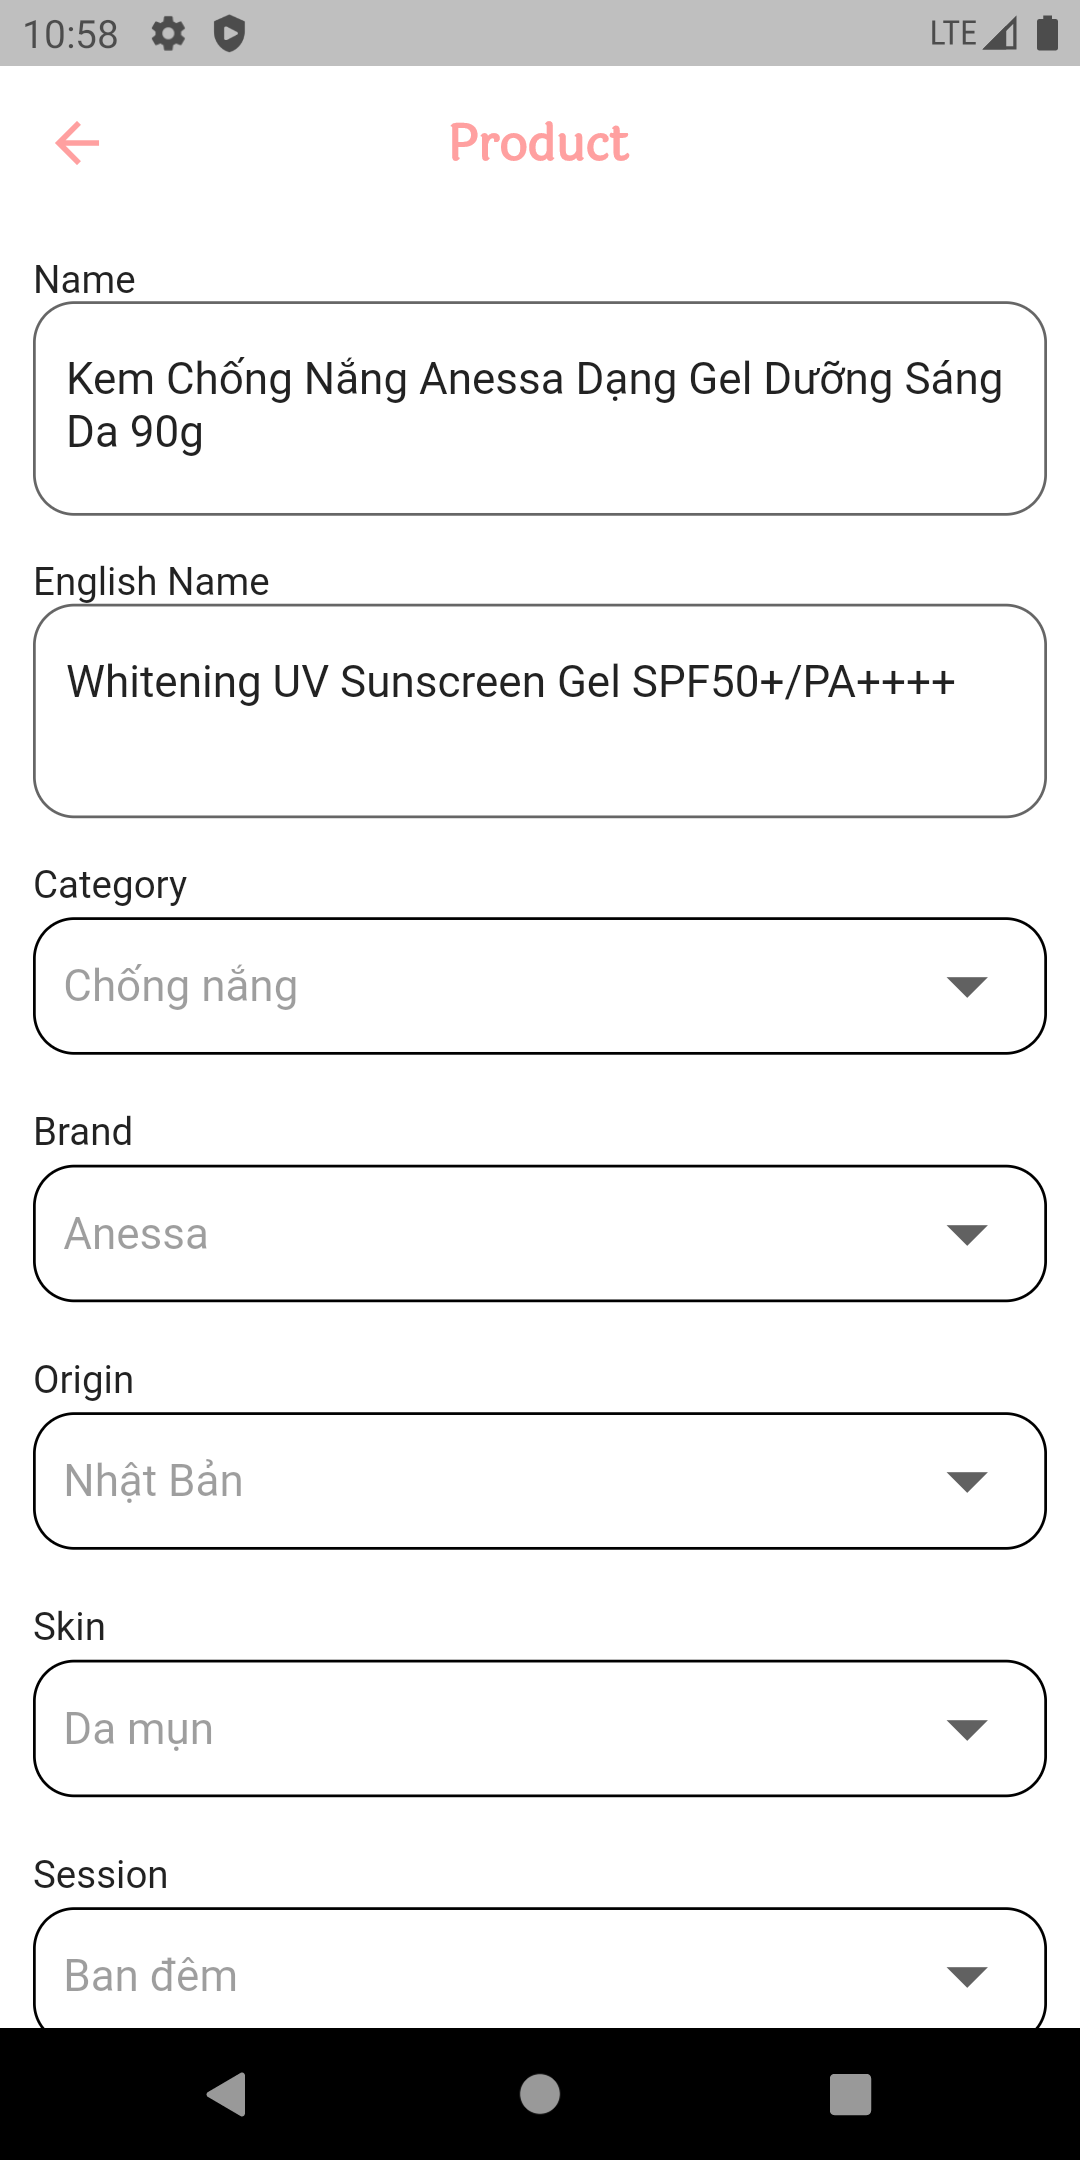 10:58
LTE
Product
Name
Kem Chống Nắng Anessa Dạng Gel Dưỡng Sáng
Da 90g
English Name
Whitening UV Sunscreen Gel SPF50+/PA++++
Category
Chống nắng
Brand
Anessa
Origin
Nhật Bản
Skin
Da mụn
Session
Ban đêm